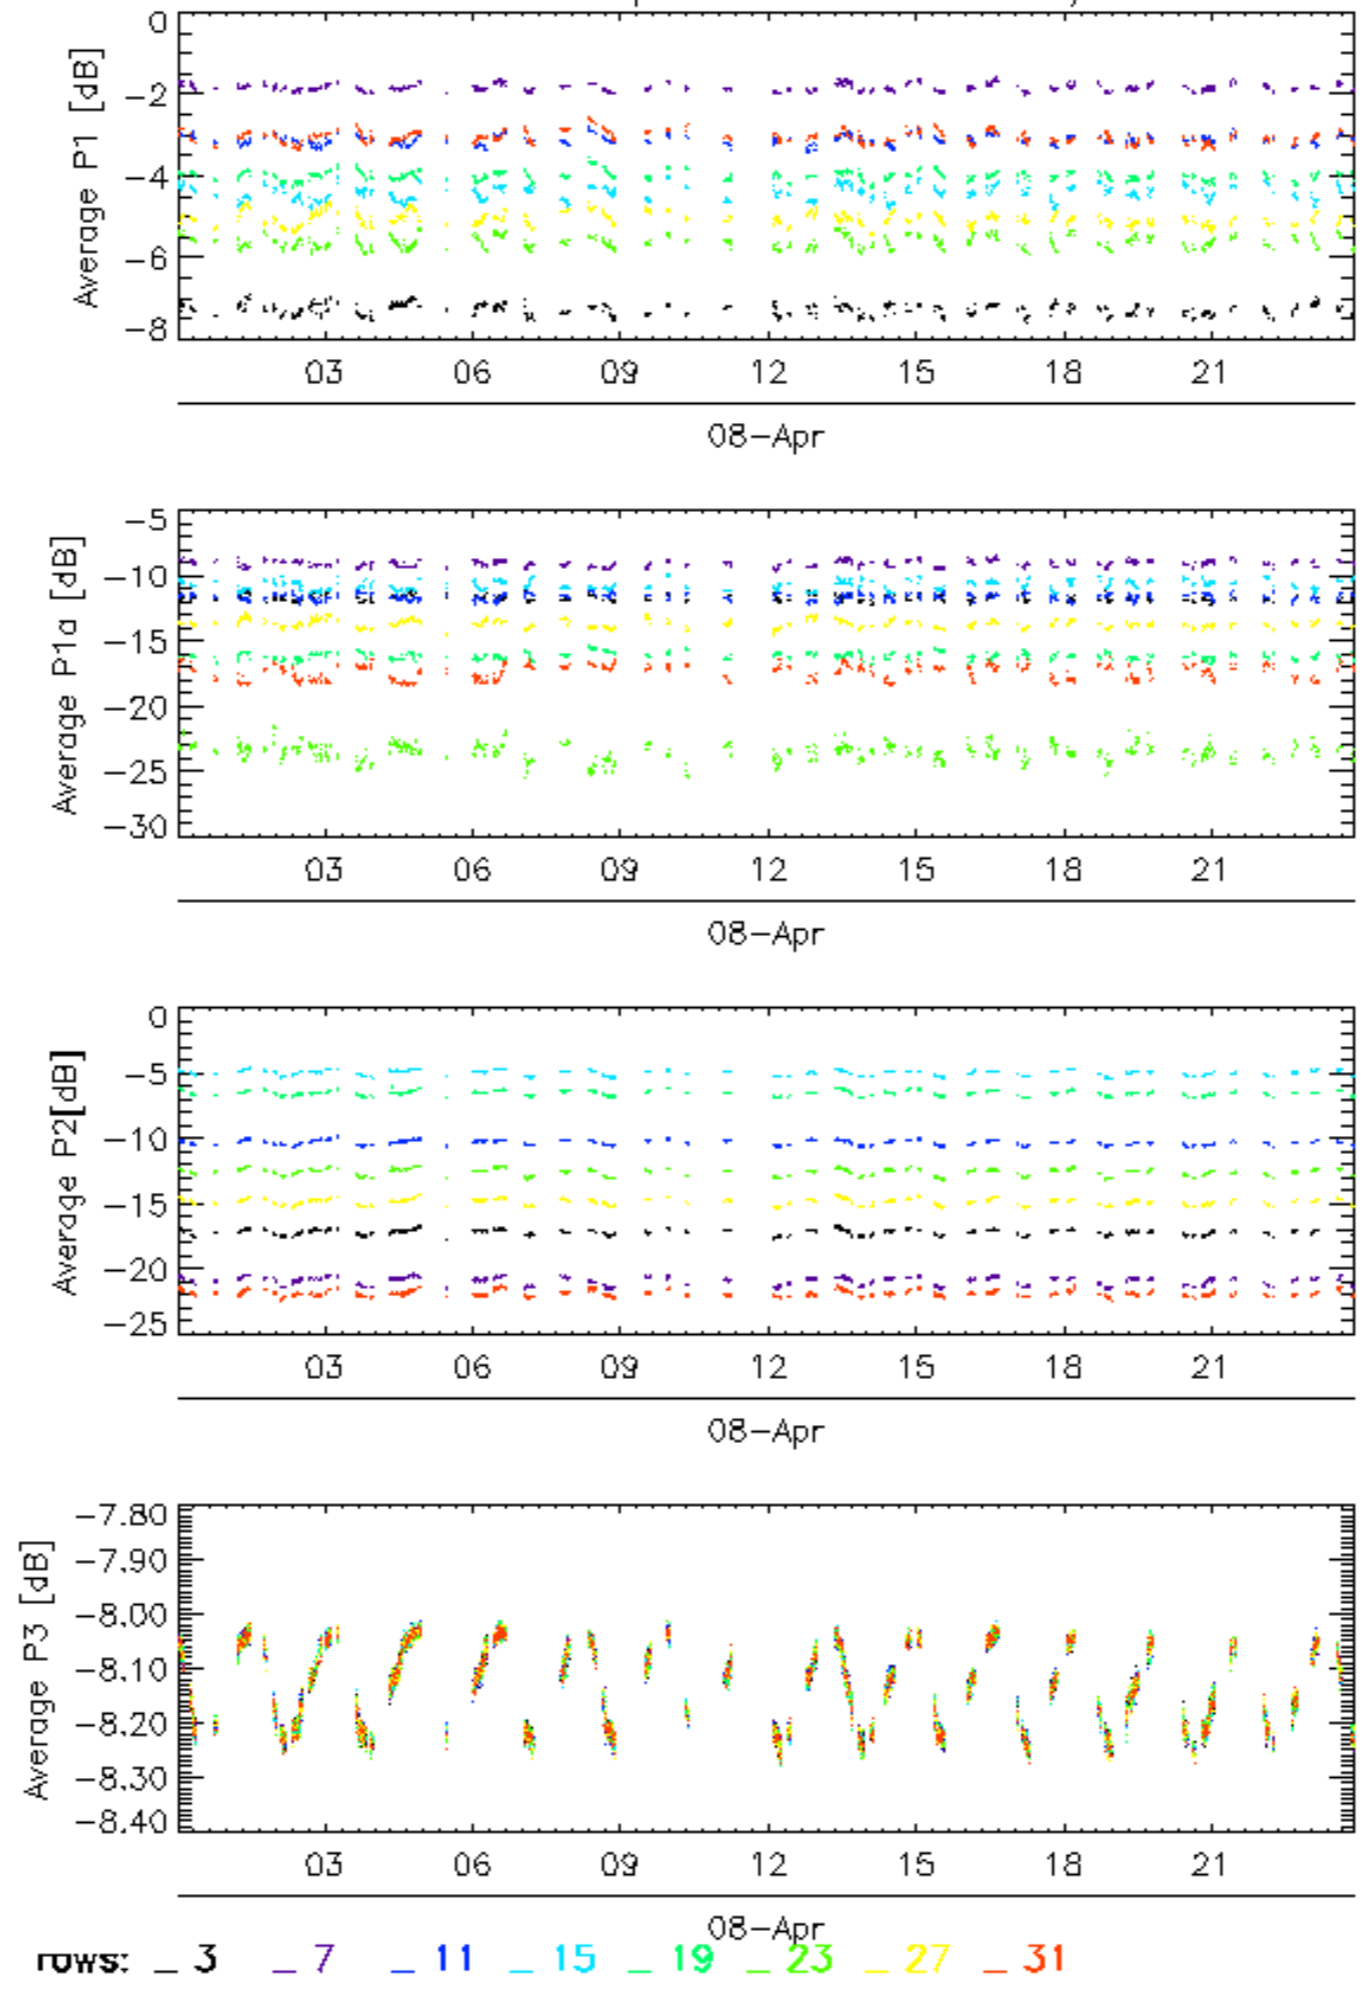 0
-2
-4
-6
-8
Average P1 [dB]
03 06 09 12 15 18 21
08-Apr
-5
-10
-15
-20
-25
-30
Average P1a [dB]
03 06 09 12 15 18 21
08-Apr
0
-5
-10
-15
-20
-25
Average P2[dB]
03 06 09 12 15 18 21
08-Apr
-7.80
-7.90
-8.00
-8.10
-8.20
-8.30
-8.40
Average P3 [dB]
03 06 09 12 15 18 21
08-Apr
rows: _ 3 _ 7 _ 11 _ 15 _ 19 _ 23 _ 27 _ 31